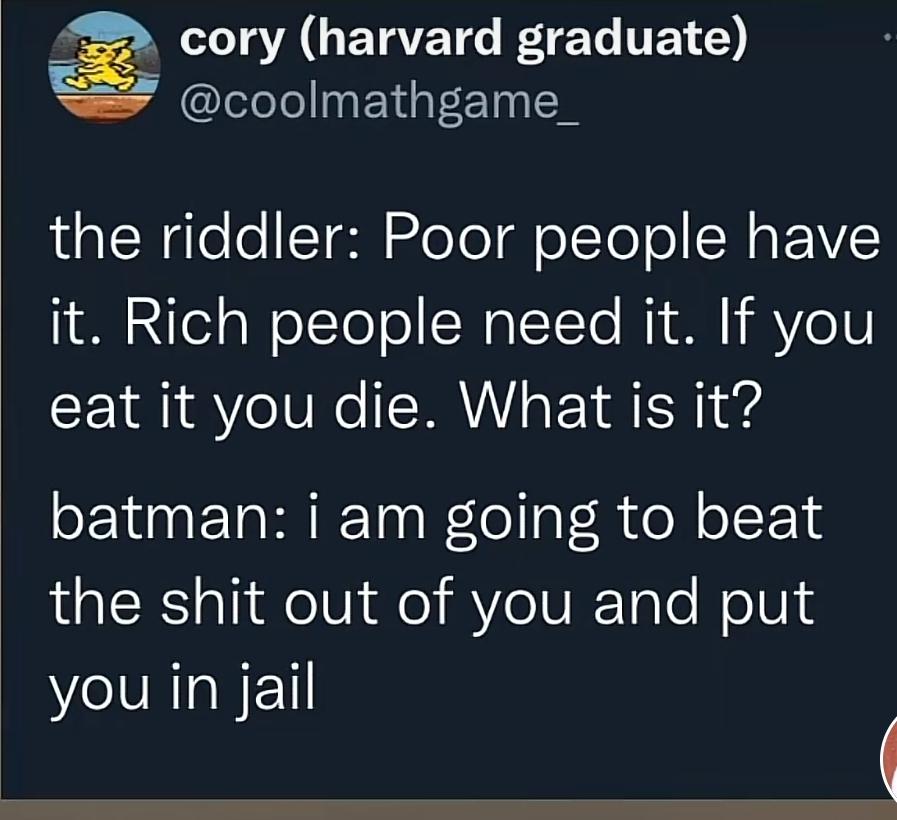 cory (harvard graduate)
@coolmathgame_
the riddler: Poor people have
it. Rich people need it. If you
eat it you die. What is it?
batman: i am going to beat
the shit out of you and put
you in jail